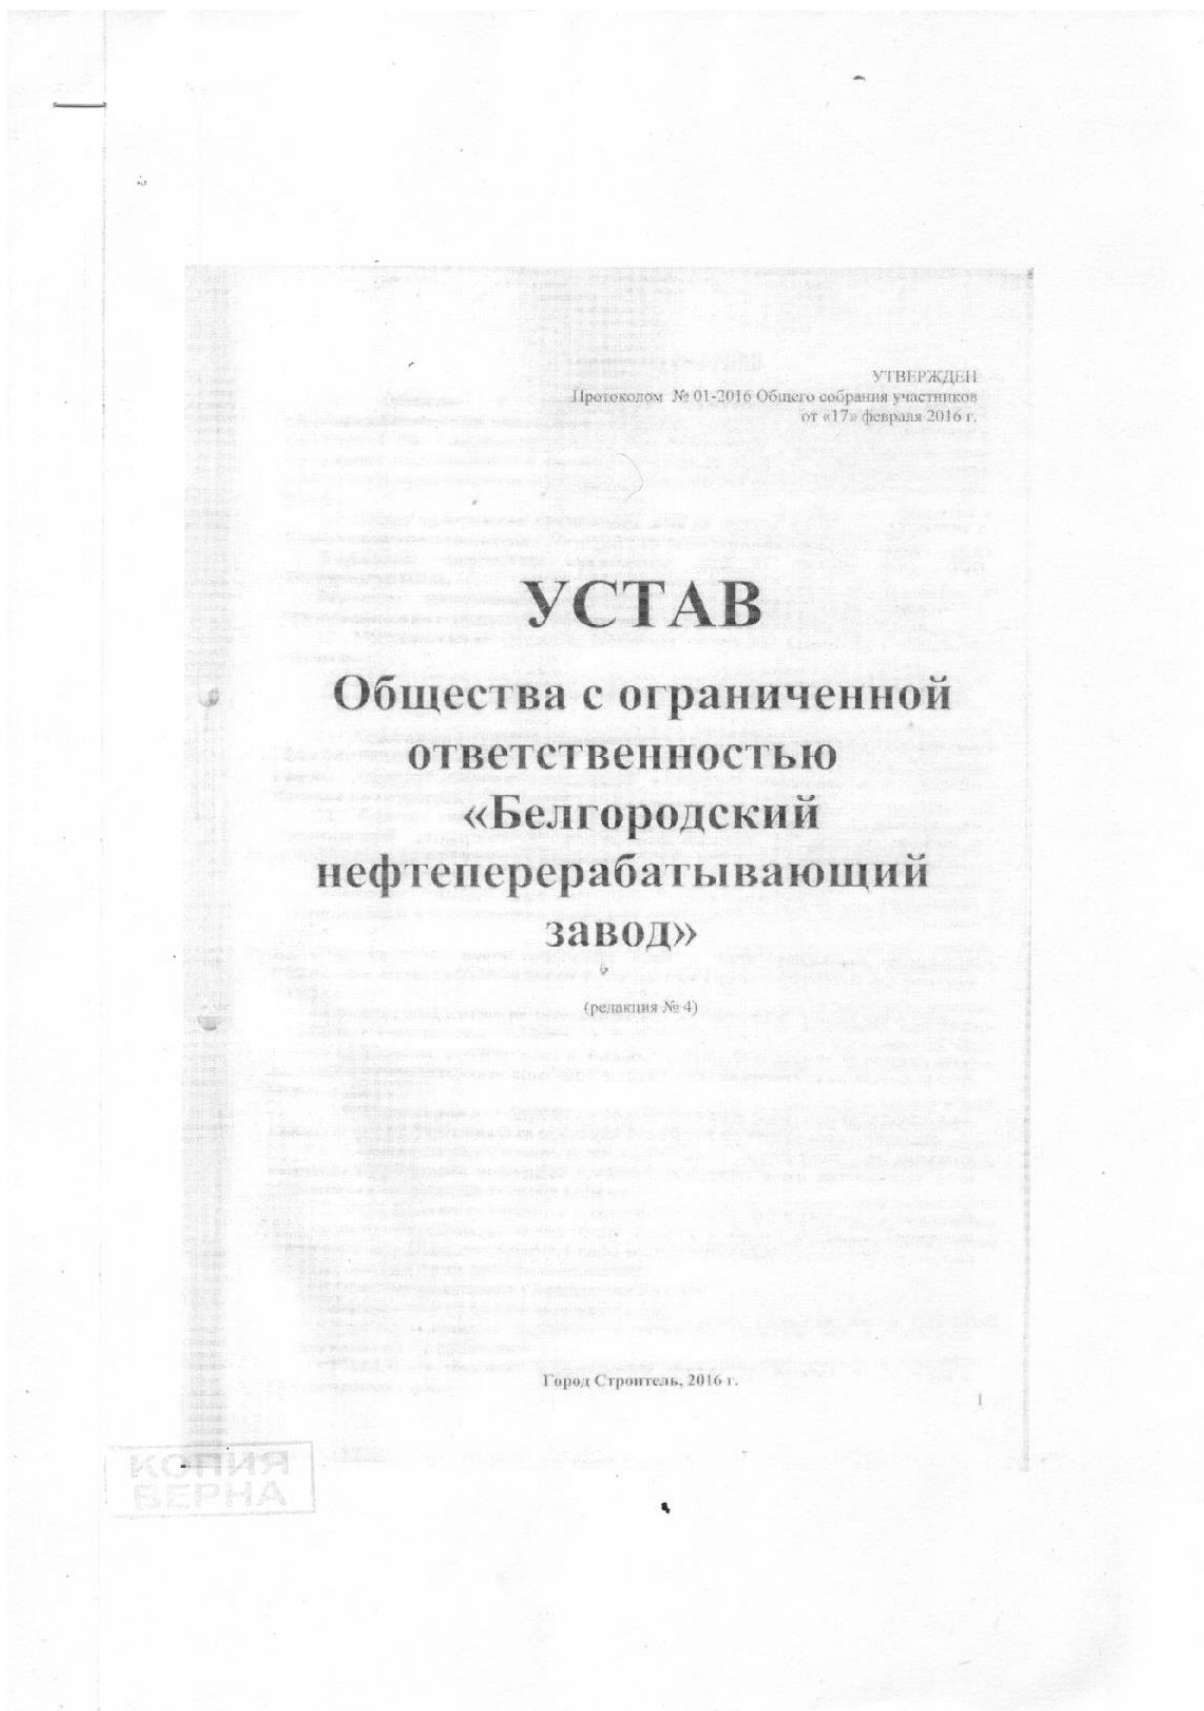 УТВЕРЖДЕН
Протоколом № 01-2016 Общего собрания участников
от «17» февраля 2016 г.
УСТАВ
Общества с ограниченной
ответственностью
«Белгородский
нефтеперерабатывающий
завод»
(редакция № 4)
Город Строитель, 2016 г.
1
КОПИЯ
ВЕРНА